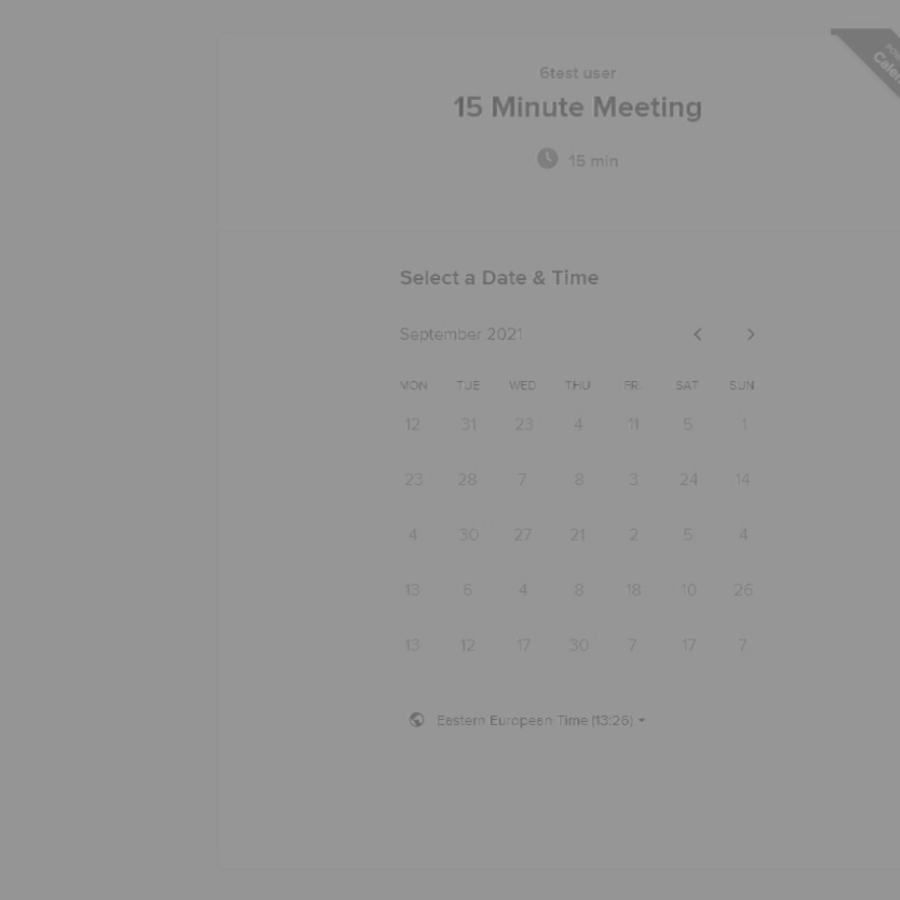 6test user
15 Minute Meeting
15 min
Select a Date & Time
September 2021
MON TUE WED THU FRI SAT SUN
12 31 23 4 11 5 1
23 28 7 8 3 24 14
4 30 27 21 2 5 4
13 6 4 8 18 10 26
13 12 17 30 7 17 7
Eastern European Time (13:26)